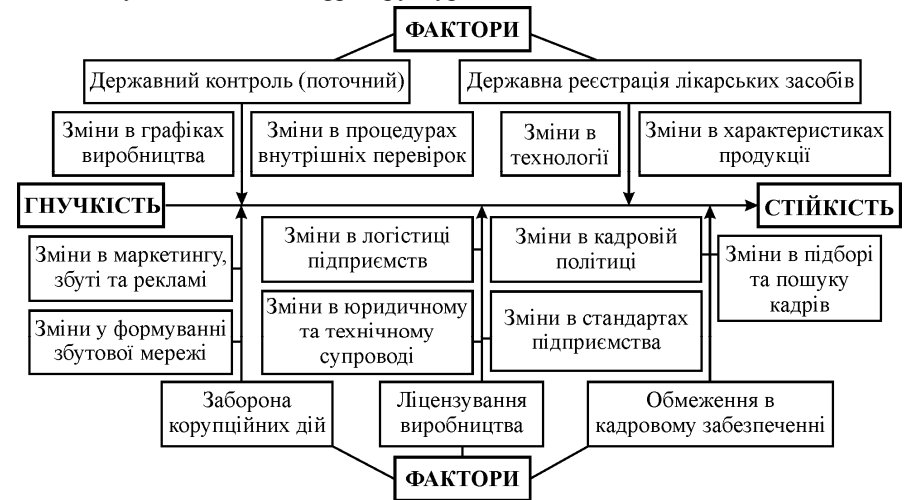 ФАКТОРИ
Державний контроль (поточний)
Державна реєстрація лікарських засобів
Зміни в графіках
виробництва
Зміни в процедурах
внутрішніх перевірок
Зміни в
технології
Зміни в характеристиках
продукції
ГНУЧКІСТЬ
СТІЙКІСТЬ
Зміни в маркетингу,
збуті та рекламі
Зміни в логістиці
підприємств
Зміни в кадровій
політиці
Зміни в підборі
та пошуку
кадрів
Зміни у формуванні
збутової мережі
Зміни в юридичному
та технічному
супроводі
Зміни в стандартах
підприємства
Заборона
корупційних дій
Ліцензування
виробництва
Обмеження в
кадровому забезпеченні
ФАКТОРИ